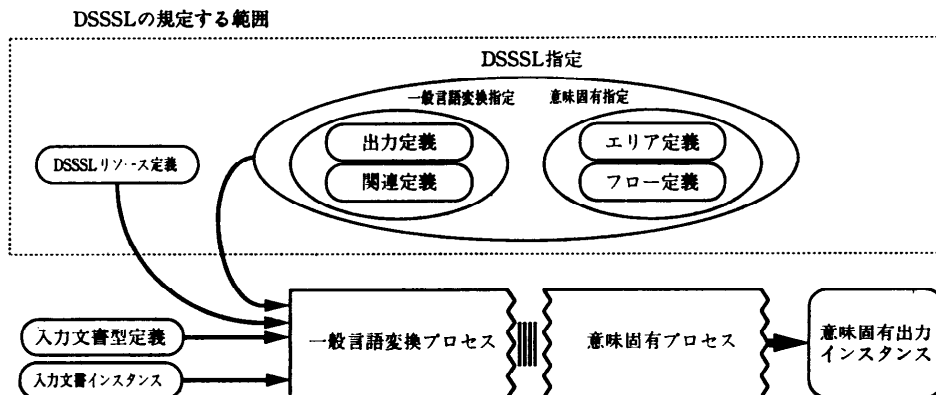 DSSSLの規定する範囲
DSSSL指定
一般言語変換指定
意味固有指定
出力定義
関連定義
エリア定義
フロー定義
DSSSLリソース定義
入力文書型定義
入力文書インスタンス
一般言語変換プロセス
意味固有プロセス
意味固有出力
インスタンス